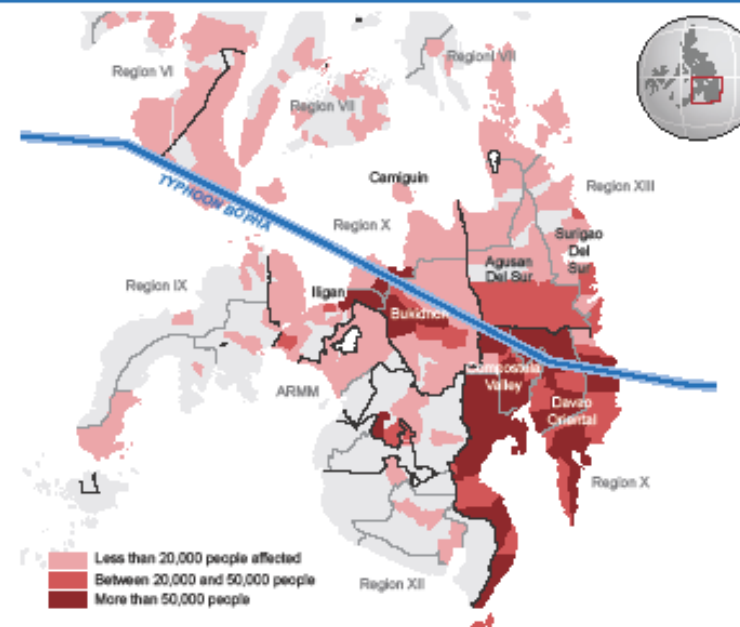 Region VI
Region VII
Region VII
TYPHOON BOPHA
Camiguin
Region XIII
Region X
Surigao
Del
Sur
Agusan
Del Sur
Region IX
Iligan
Bukidnon
Compostela
Valley
ARMM
Davao
Oriental
Region X
Region XII
Less than 20,000 people affected
Between 20,000 and 50,000 people
More than 50,000 people